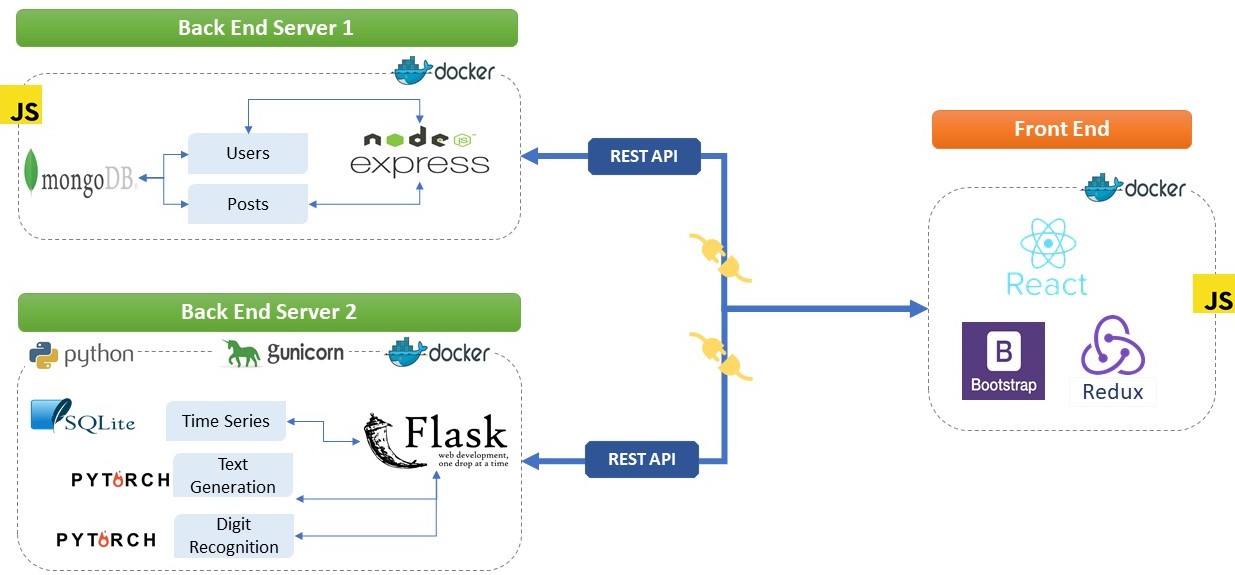 Back End Server 1
docker
JS
node JS
express
Users
mongoDB.
Posts
REST API
Front End
docker
React
JS
B
Bootstrap
Redux
Back End Server 2
python
gunicorn
docker
SQLite
Time Series
Flask
web development,
one drop at a time
PYTORCH
Text
Generation
REST API
PYTORCH
Digit
Recognition